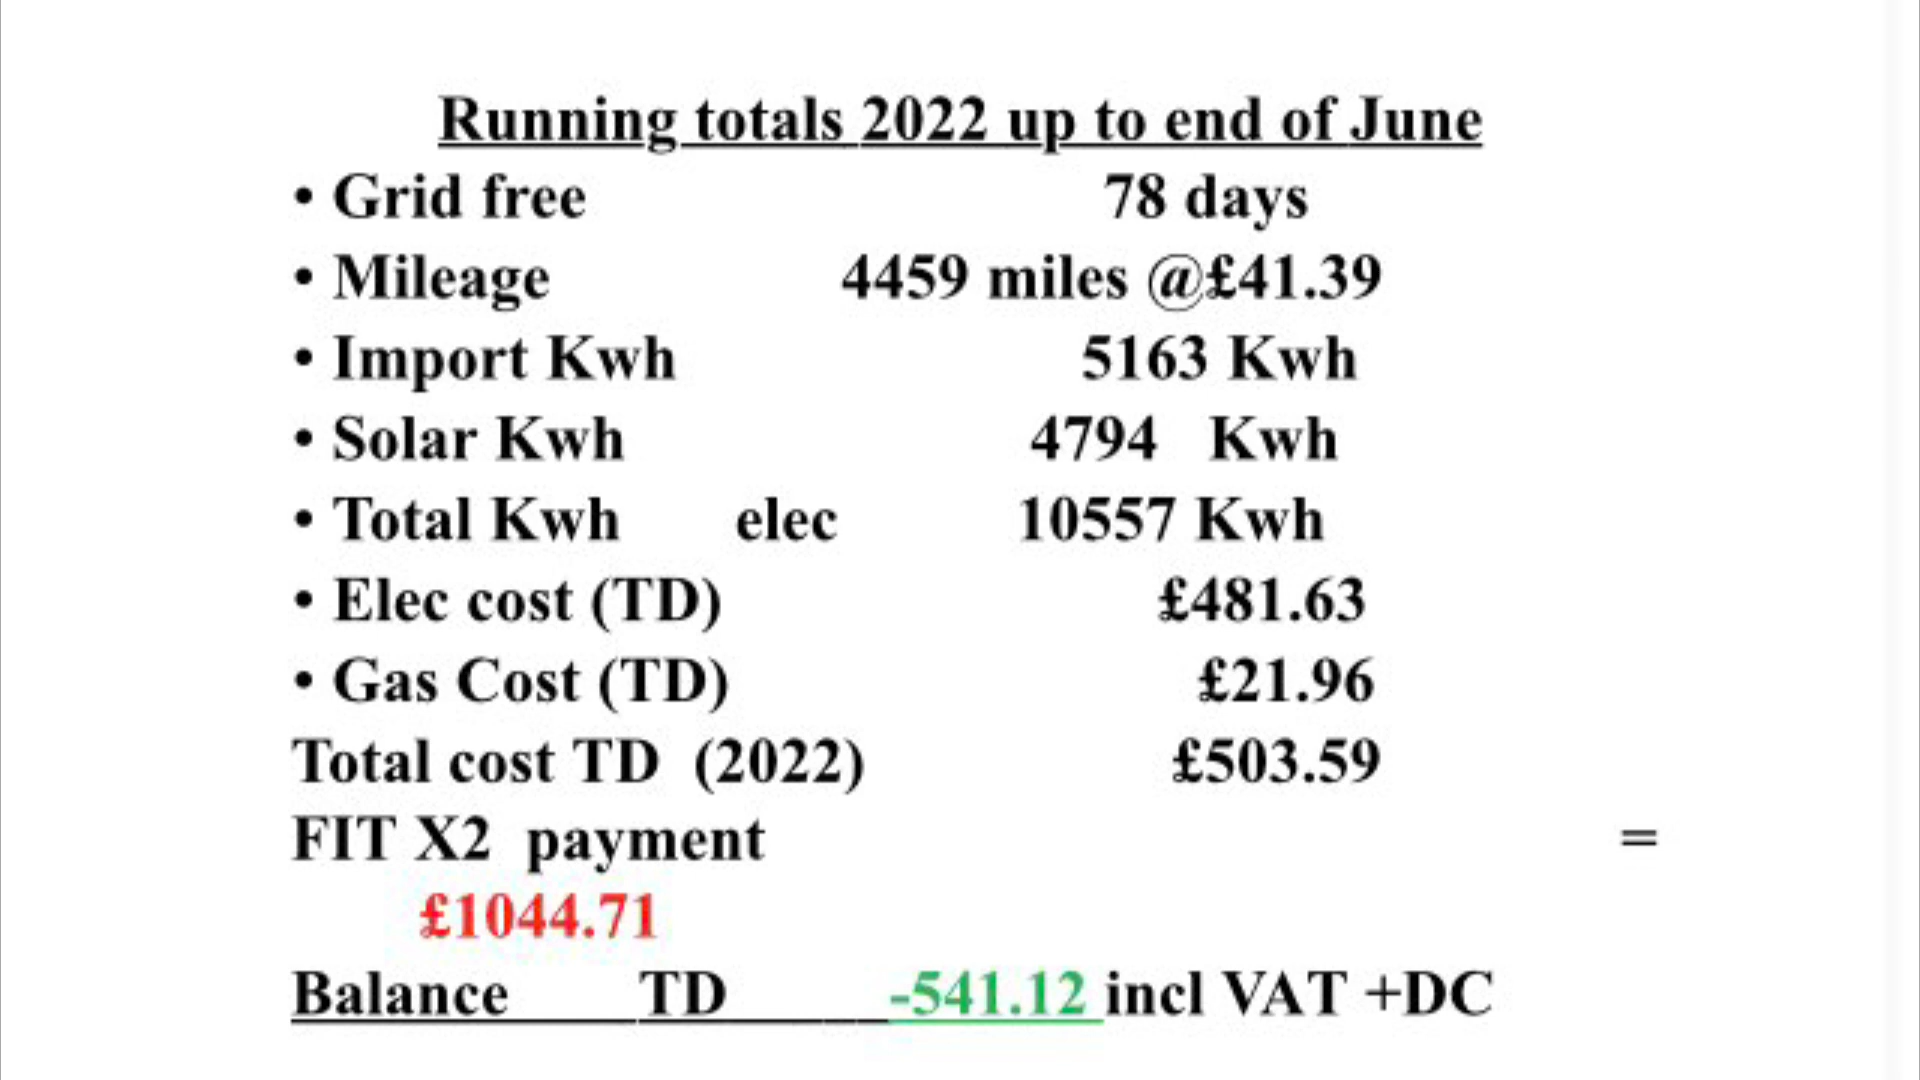 Running totals 2022 up to end of June
• Grid free 78 days
• Mileage 4459 miles @£41.39
• Import Kwh 5163 Kwh
• Solar Kwh 4794 Kwh
• Total Kwh elec 10557 Kwh
• Elec cost (TD) £481.63
• Gas Cost (TD) £21.96
Total cost TD (2022) £503.59
FIT X2 payment =
£1044.71
Balance TD -541.12 incl VAT +DC